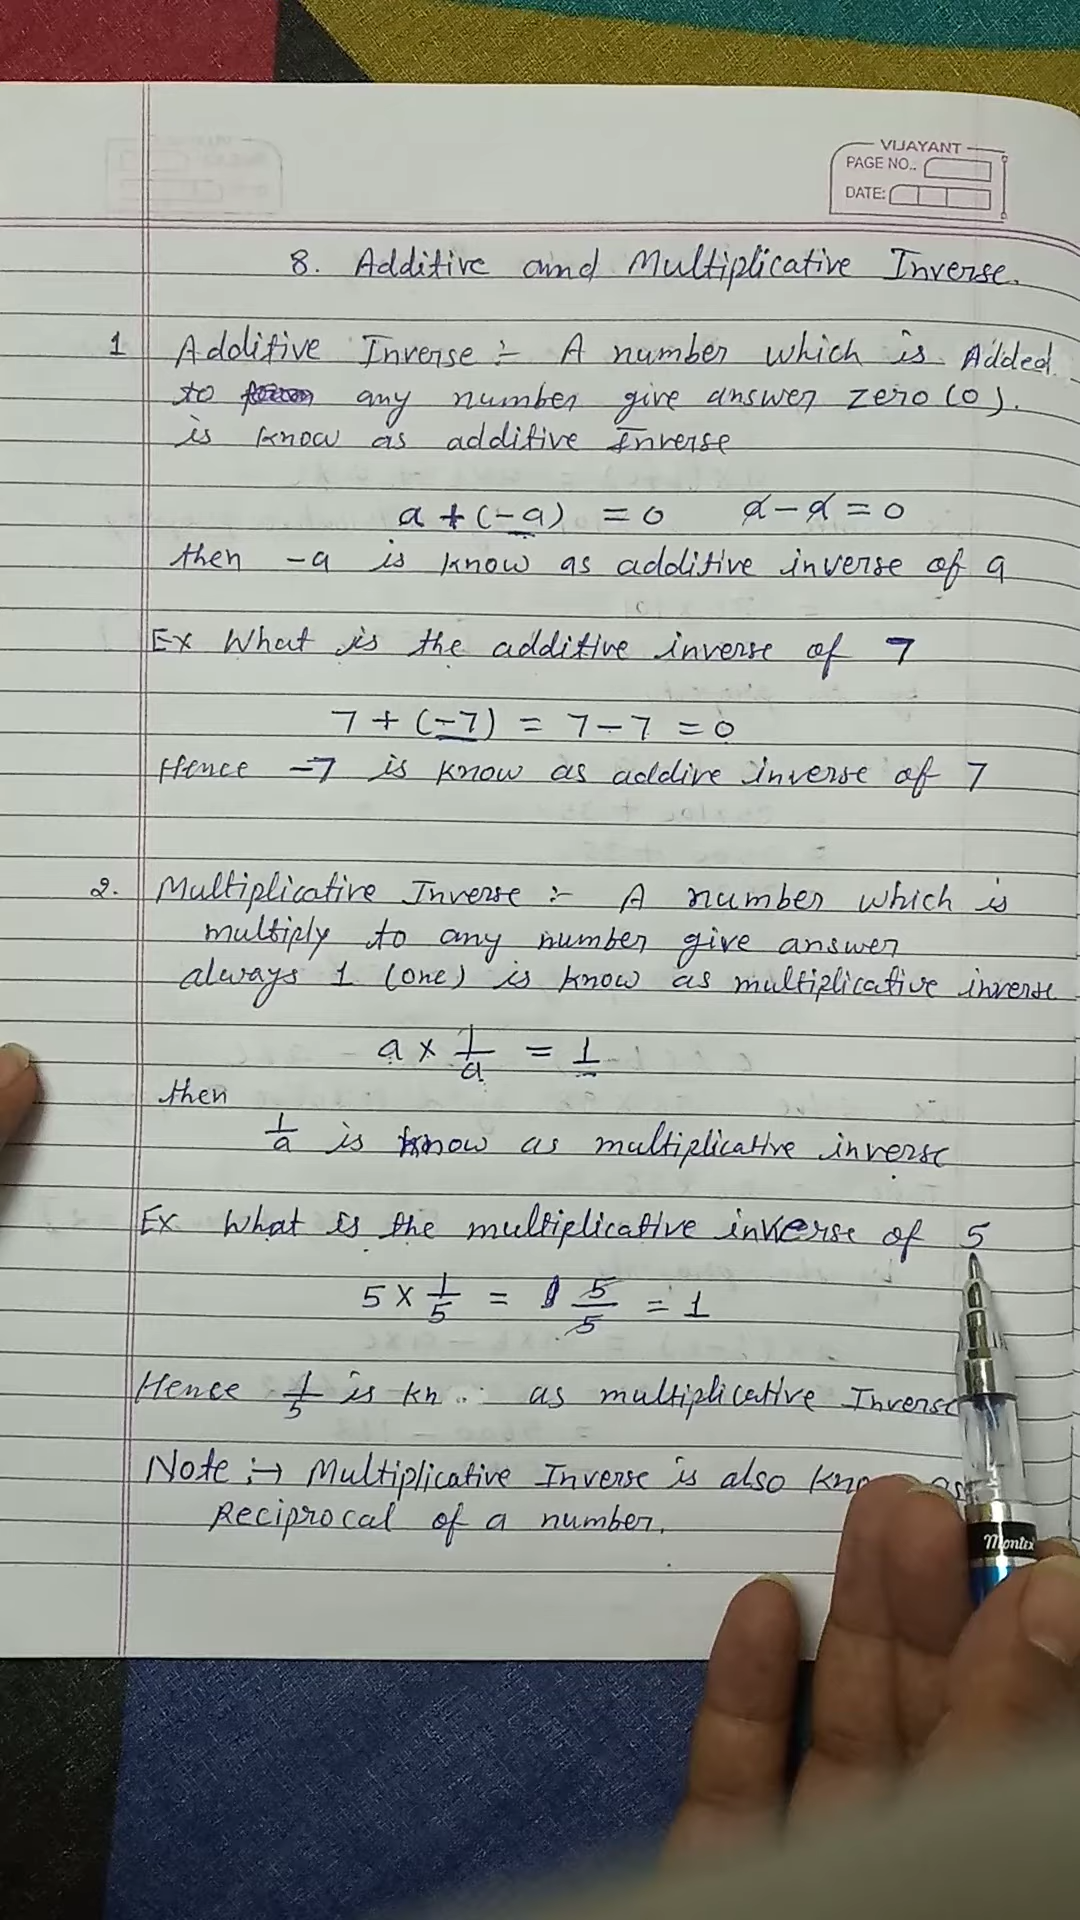 VIJAYANT
PAGE NO..
DATE:
8. Additive and Multiplicative Inverse.
1 Additive Inverse :- A number which is Added.
to any number give answer zero (0).
is know as additive Inverse
a + (-a) = 0 a - a = 0
then -a is know as additive inverse of a
Ex What is the additive inverse of 7
7 + (-7) = 7 - 7 = 0
Hence -7 is know as addive inverse of 7
2. Multiplicative Inverse :- A number which is
multiply to any number give answer
always 1 (one) is know as multiplicative inverse
a × 1/a = 1
then
1/a is know as multiplicative inverse
Ex What is the multiplicative inverse of 5
5 × 1/5 = 5/5 = 1
Hence 1/5 is kn as multiplicative Inverse
Note :→ Multiplicative Inverse is also know as
Reciprocal of a number.
Montex